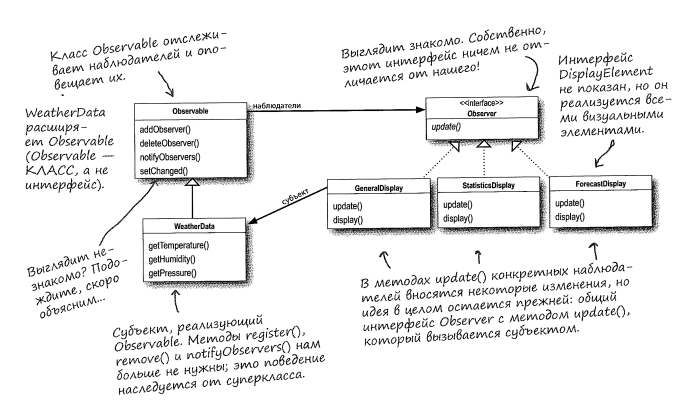 Класс Observable отслежи-
вает наблюдателей и опо-
вещает их.
Выглядит знакомо. Собственно,
этот интерфейс ничем не от-
личается от нашего!
Интерфейс
DisplayElement
не показан, но он
реализуется все-
ми визуальными
элементами.
WeatherData
расширя-
ет Observable
(Observable —
КЛАСС, а не
интерфейс).
Observable
addObserver()
deleteObserver()
notifyObservers()
setChanged()
наблюдатели
<<interface>>
Observer
update()
субъект
GeneralDisplay
update()
display()
StatisticsDisplay
update()
display()
ForecastDisplay
update()
display()
WeatherData
getTemperature()
getHumidity()
getPressure()
Выглядит не-
знакомо? Подо-
ждите, скоро
объясним...
Субъект, реализующий
Observable. Методы register(),
remove() и notifyObservers() нам
больше не нужны; это поведение
наследуется от суперкласса.
В методах update() конкретных наблюда-
телей вносятся некоторые изменения, но
идея в целом остается прежней: общий
интерфейс Observer с методом update(),
который вызывается субъектом.